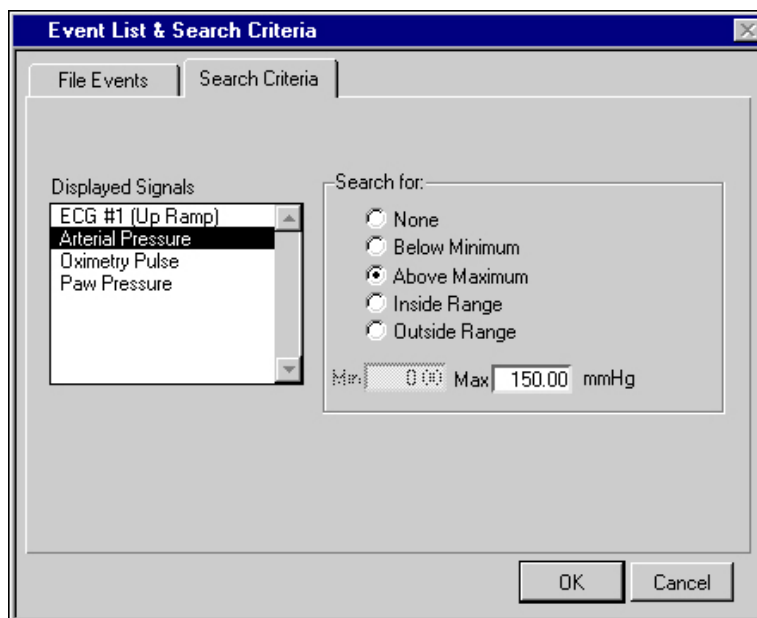 Event List & Search Criteria
File Events
Search Criteria
Displayed Signals
ECG #1 (Up Ramp)
Arterial Pressure
Oximetry Pulse
Paw Pressure
Search for:
None
Below Minimum
Above Maximum
Inside Range
Outside Range
Min 0.00 Max 150.00 mmHg
OK
Cancel